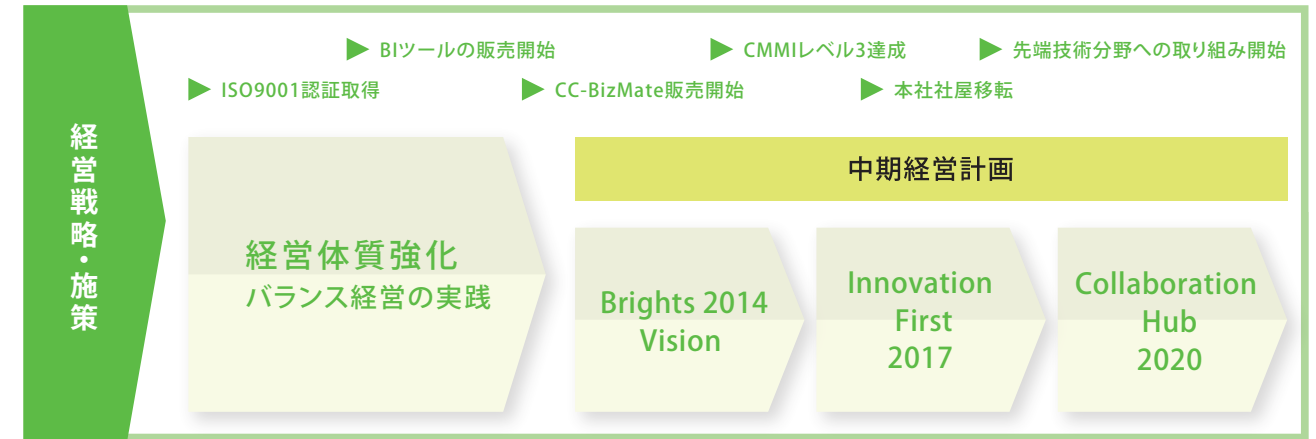 経営戦略・施策
▶ BIツールの販売開始
▶ CMMIレベル3達成
▶ 先端技術分野への取り組み開始
▶ ISO9001認証取得
▶ CC-BizMate販売開始
▶ 本社社屋移転
経営体質強化
バランス経営の実践
中期経営計画
Brights 2014
Vision
Innovation
First
2017
Collaboration
Hub
2020